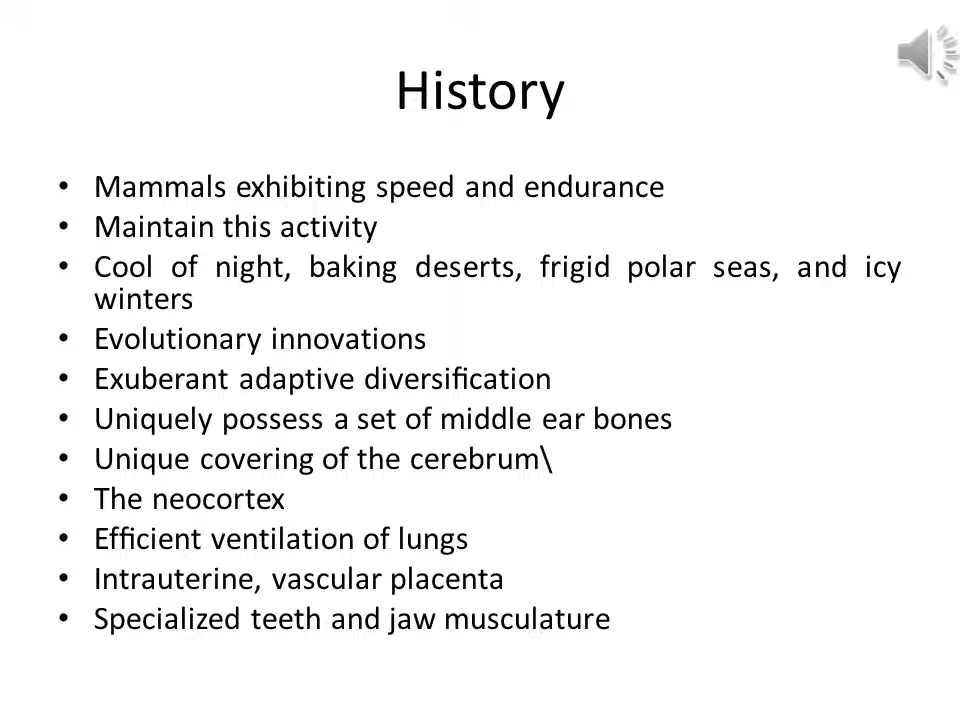 History
• Mammals exhibiting speed and endurance
• Maintain this activity
• Cool of night, baking deserts, frigid polar seas, and icy
winters
• Evolutionary innovations
• Exuberant adaptive diversification
• Uniquely possess a set of middle ear bones
• Unique covering of the cerebrum\
• The neocortex
• Efficient ventilation of lungs
• Intrauterine, vascular placenta
• Specialized teeth and jaw musculature